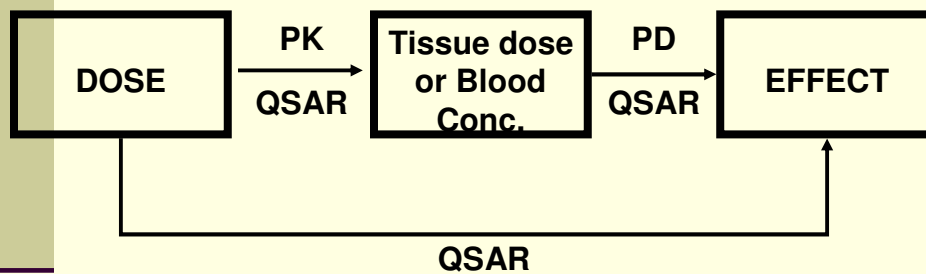 DOSE
PK
QSAR
Tissue dose
or Blood
Conc.
PD
QSAR
EFFECT
QSAR